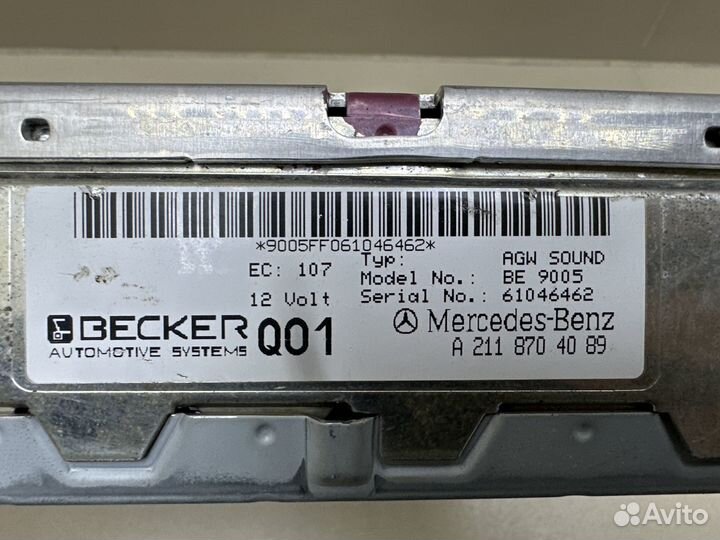 *9005FF061046462*
EC: 107
12 Volt
Typ: AGW SOUND
Model No.: BE 9005
Serial No.: 61046462
BECKER
AUTOMOTIVE SYSTEMS
Q01
Mercedes-Benz
A 211 870 40 89
Avito